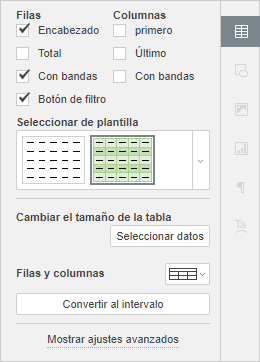 Filas Columnas
Encabezado primero
Total Último
Con bandas Con bandas
Botón de filtro
Seleccionar de plantilla
Cambiar el tamaño de la tabla
Seleccionar datos
Filas y columnas
Convertir al intervalo
Mostrar ajustes avanzados
Ta